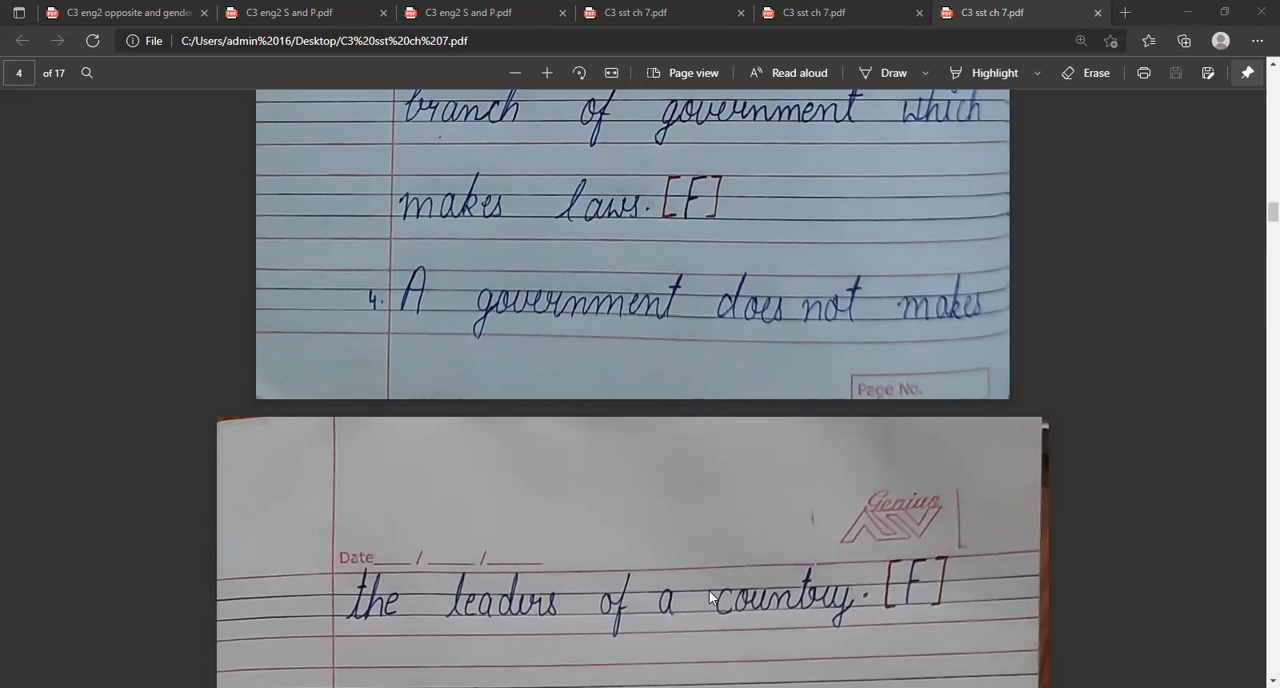 C3 eng2 opposite and gende
C3 eng2 S and P.pdf
C3 eng2 S and P.pdf
C3 sst ch 7.pdf
C3 sst ch 7.pdf
C3 sst ch 7.pdf
File C:/Users/admin%2016/Desktop/C3%20sst%20ch%207.pdf
4 of 17 Page view Read aloud Draw Highlight Erase
branch of government which
makes laws. [F]
4. A government does not makes
Page No.
Genius
Date___/___/___
the leaders of a country. [F]